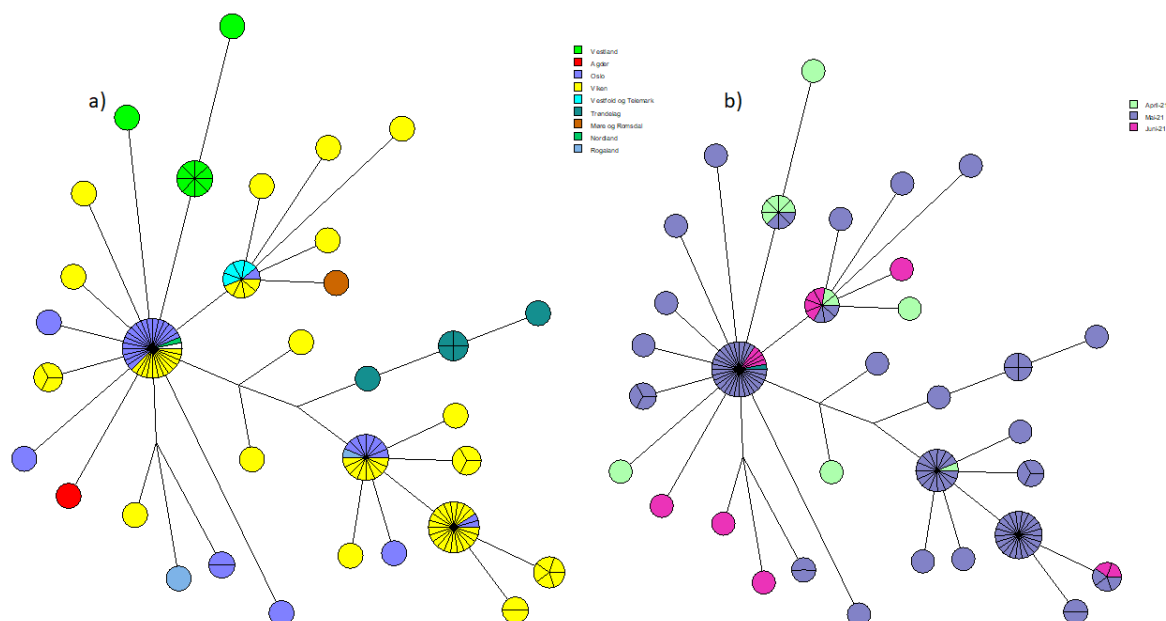 a)
Vestland
Agder
Oslo
Viken
Vestfold og Telemark
Trøndelag
Møre og Romsdal
Nordland
Rogaland
b)
April-21
Mai-21
Juni-21